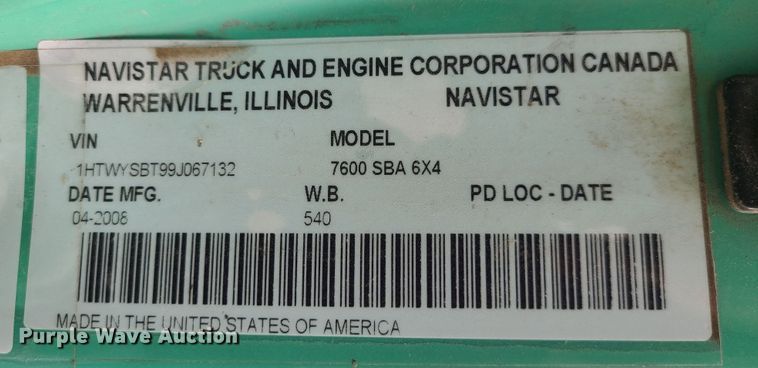 NAVISTAR TRUCK AND ENGINE CORPORATION CANADA
WARRENVILLE, ILLINOIS NAVISTAR
VIN MODEL
1HTWYSBT99J067132 7600 SBA 6X4
DATE MFG. W.B. PD LOC - DATE
04-2008 540
MADE IN THE UNITED STATES OF AMERICA
Purple Wave Auction